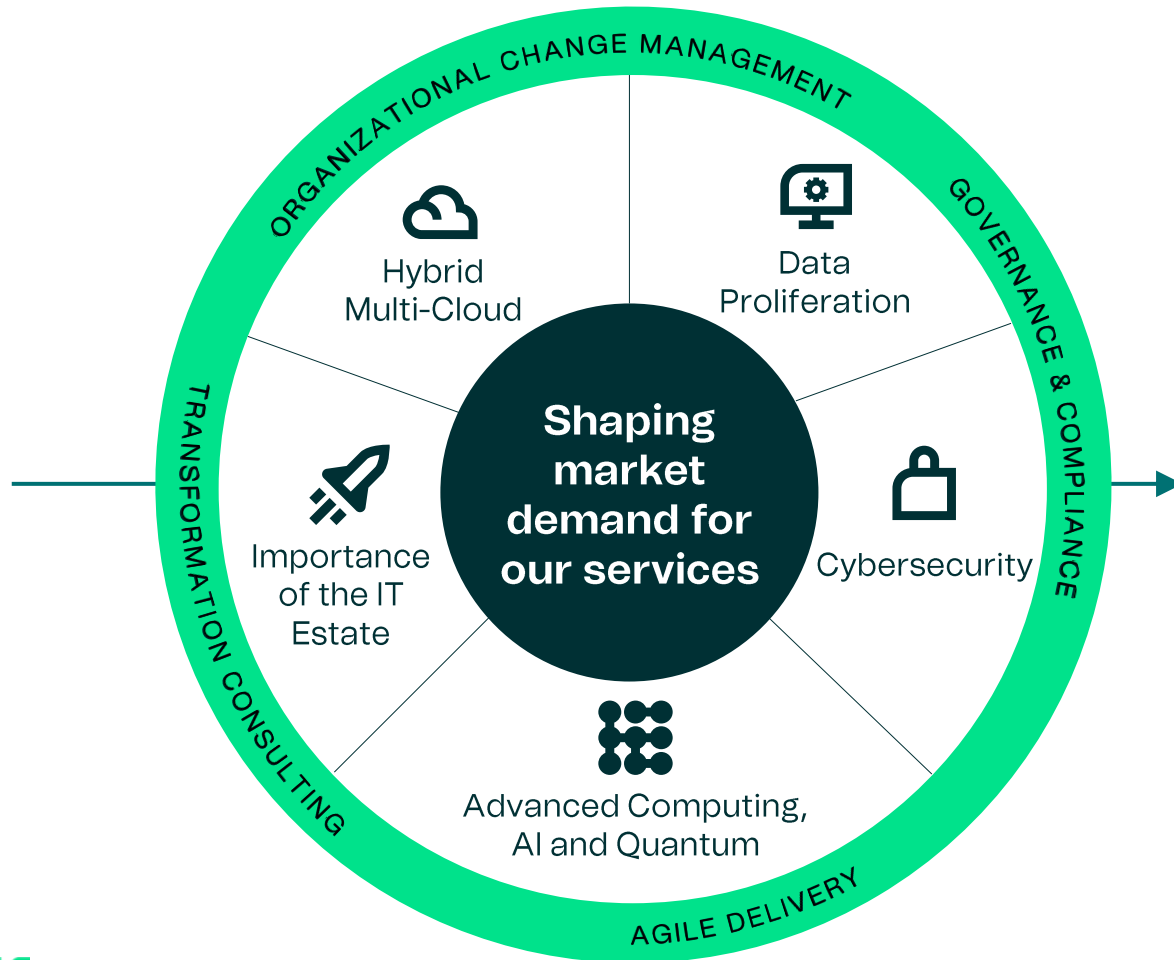 ORGANIZATIONAL CHANGE MANAGEMENT
GOVERNANCE & COMPLIANCE
Hybrid
Multi-Cloud
Data
Proliferation
Shaping
market
demand for
our services
TRANSFORMATION CONSULTING
Importance
of the IT
Estate
Cybersecurity
Advanced Computing,
AI and Quantum
AGILE DELIVERY